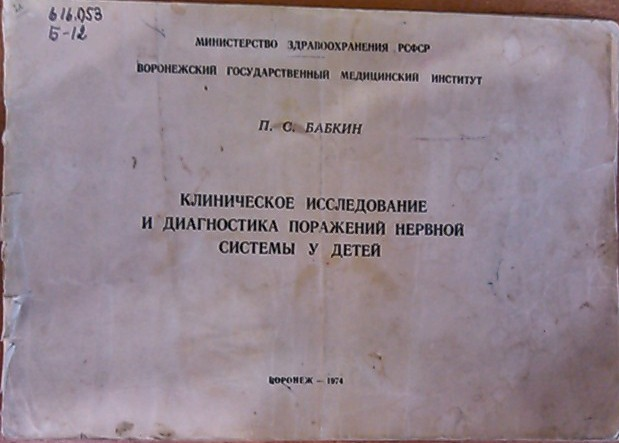 616.053
Б-12
МИНИСТЕРСТВО ЗДРАВООХРАНЕНИЯ РСФСР
ВОРОНЕЖСКИЙ ГОСУДАРСТВЕННЫЙ МЕДИЦИНСКИЙ ИНСТИТУТ
П. С. БАБКИН
КЛИНИЧЕСКОЕ ИССЛЕДОВАНИЕ
И ДИАГНОСТИКА ПОРАЖЕНИЙ НЕРВНОЙ
СИСТЕМЫ У ДЕТЕЙ
ВОРОНЕЖ — 1974